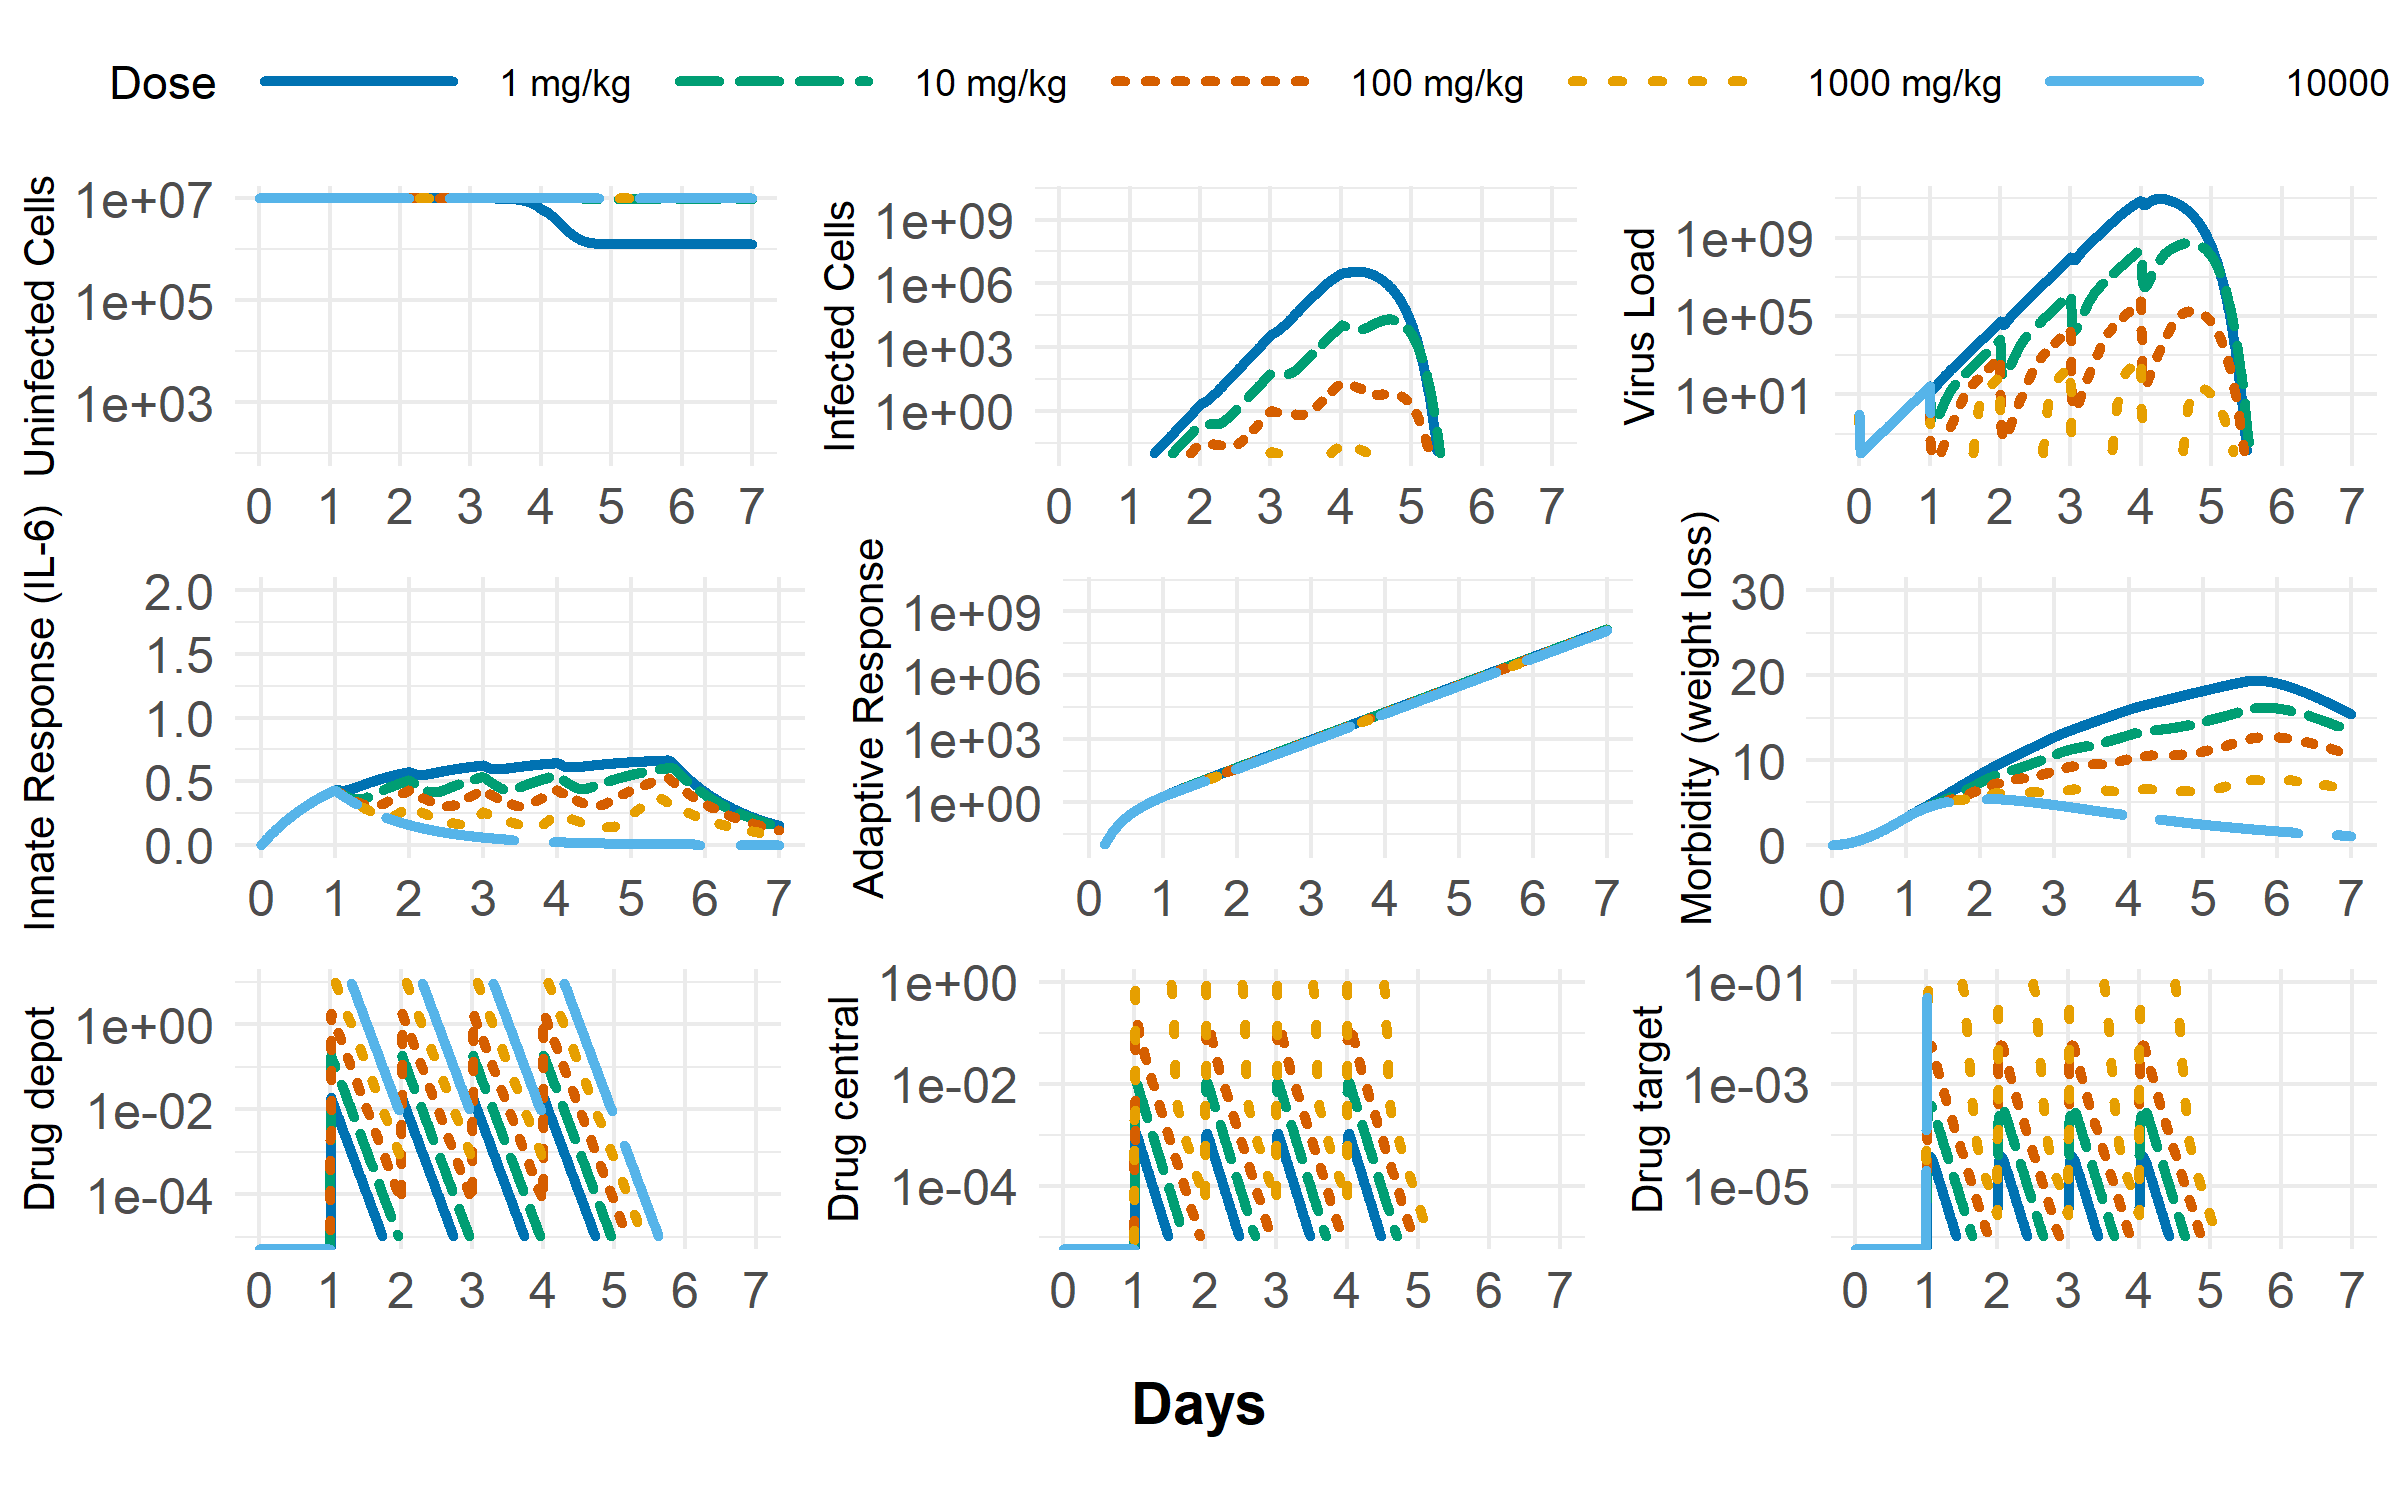 Dose 1 mg/kg 10 mg/kg 100 mg/kg 1000 mg/kg 10000
Uninfected Cells
1e+07
1e+05
1e+03
0 1 2 3 4 5 6 7
Infected Cells
1e+09
1e+06
1e+03
1e+00
0 1 2 3 4 5 6 7
Virus Load
1e+09
1e+05
1e+01
0 1 2 3 4 5 6 7
Innate Response (IL-6)
2.0
1.5
1.0
0.5
0.0
0 1 2 3 4 5 6 7
Adaptive Response
1e+09
1e+06
1e+03
1e+00
0 1 2 3 4 5 6 7
Morbidity (weight loss)
30
20
10
0
0 1 2 3 4 5 6 7
Drug depot
1e+00
1e-02
1e-04
0 1 2 3 4 5 6 7
Drug central
1e+00
1e-02
1e-04
0 1 2 3 4 5 6 7
Drug target
1e-01
1e-03
1e-05
0 1 2 3 4 5 6 7
Days